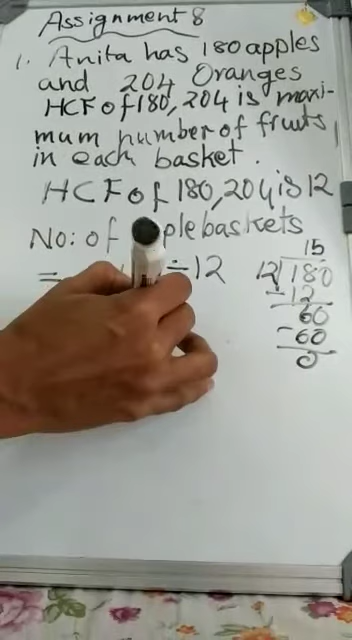 Assignment 8
1. Anita has 180 apples
and 204 Oranges
HCF of 180, 204 is maxi-
mum number of fruits
in each basket.
HCF of 180, 204 is 12
No: of plebaskets
= ÷12
15
12)180
-12
60
-60
0